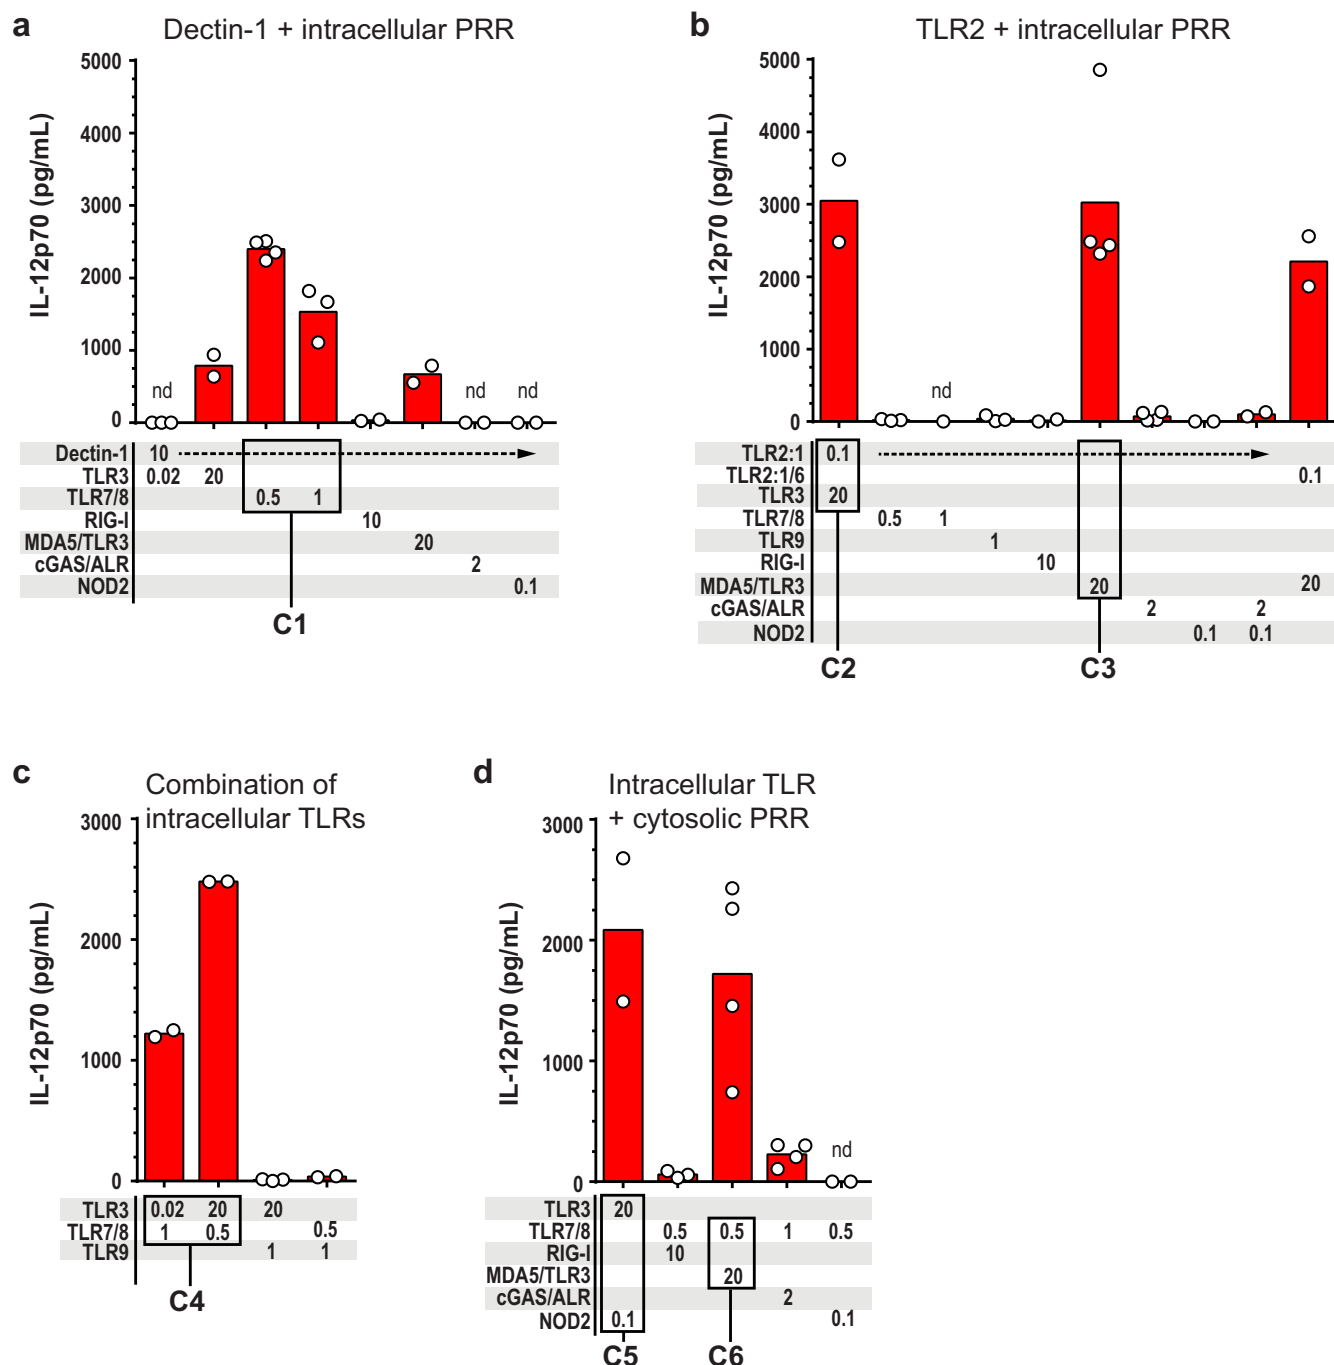 a
Dectin-1 + intracellular PRR
IL-12p70 (pg/mL)
5000
4000
3000
2000
1000
0
nd
nd
nd
Dectin-1 10
TLR3 0.02 20
TLR7/8 0.5 1
RIG-I 10
MDA5/TLR3 20
cGAS/ALR 2
NOD2 0.1
C1
b
TLR2 + intracellular PRR
IL-12p70 (pg/mL)
5000
4000
3000
2000
1000
0
nd
TLR2:1 0.1
TLR2:1/6 0.1
TLR3 20
TLR7/8 0.5 1
TLR9 1
RIG-I 10
MDA5/TLR3 20 20
cGAS/ALR 2 2
NOD2 0.1 0.1
C2 C3
c
Combination of
intracellular TLRs
IL-12p70 (pg/mL)
3000
2000
1000
0
TLR3 0.02 20 20
TLR7/8 1 0.5 0.5
TLR9 1 1
C4
d
Intracellular TLR
+ cytosolic PRR
IL-12p70 (pg/mL)
3000
2000
1000
0
nd
TLR3 20
TLR7/8 0.5 0.5 1 0.5
RIG-I 10
MDA5/TLR3 20
cGAS/ALR 2
NOD2 0.1 0.1
C5 C6